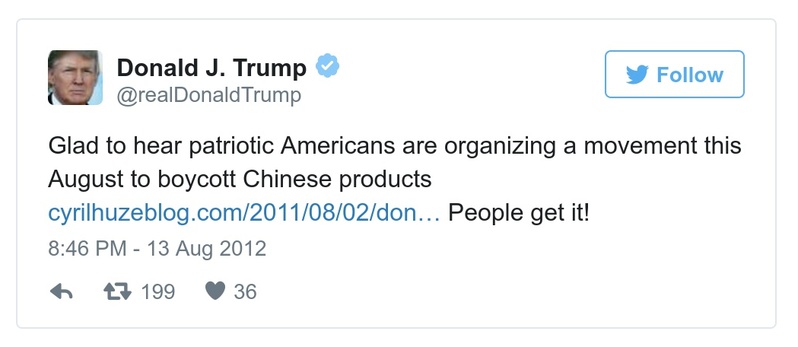 Donald J. Trump
@realDonaldTrump
Follow
Glad to hear patriotic Americans are organizing a movement this
August to boycott Chinese products
cyrilhuzeblog.com/2011/08/02/don… People get it!
8:46 PM - 13 Aug 2012
199 36